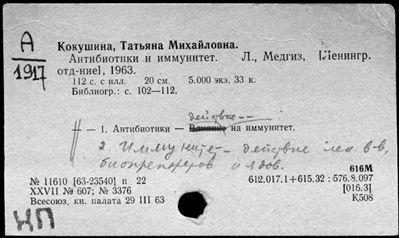 А
1917
Кокушина, Татьяна Михайловна.
Антибиотики и иммунитет. Л., Медгиз, [Ленингр.
отд-ние], 1963.
112 с. с илл. 20 см. 5.000 экз. 33 к.
Библиогр.: с. 102—112.
действие
— 1. Антибиотики — Влияние на иммунитет.
2. Иммунитет — действие лек. в-в,
биопрепаратов и ядов.
616М
№ 11610 [63-23540] п 22
612.017.1+615.32 : 576.8.097
XXVII № 607; № 3376
[016.3]
Всесоюз. кн. палата 29 III 63
К508
НП